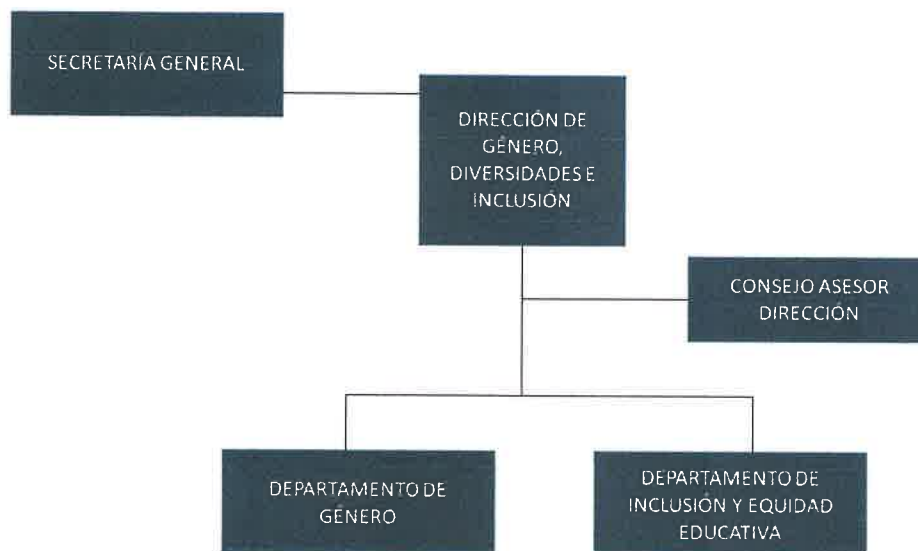 SECRETARÍA GENERAL
DIRECCIÓN DE
GÉNERO,
DIVERSIDADES E
INCLUSIÓN
CONSEJO ASESOR
DIRECCIÓN
DEPARTAMENTO DE
GÉNERO
DEPARTAMENTO DE
INCLUSIÓN Y EQUIDAD
EDUCATIVA